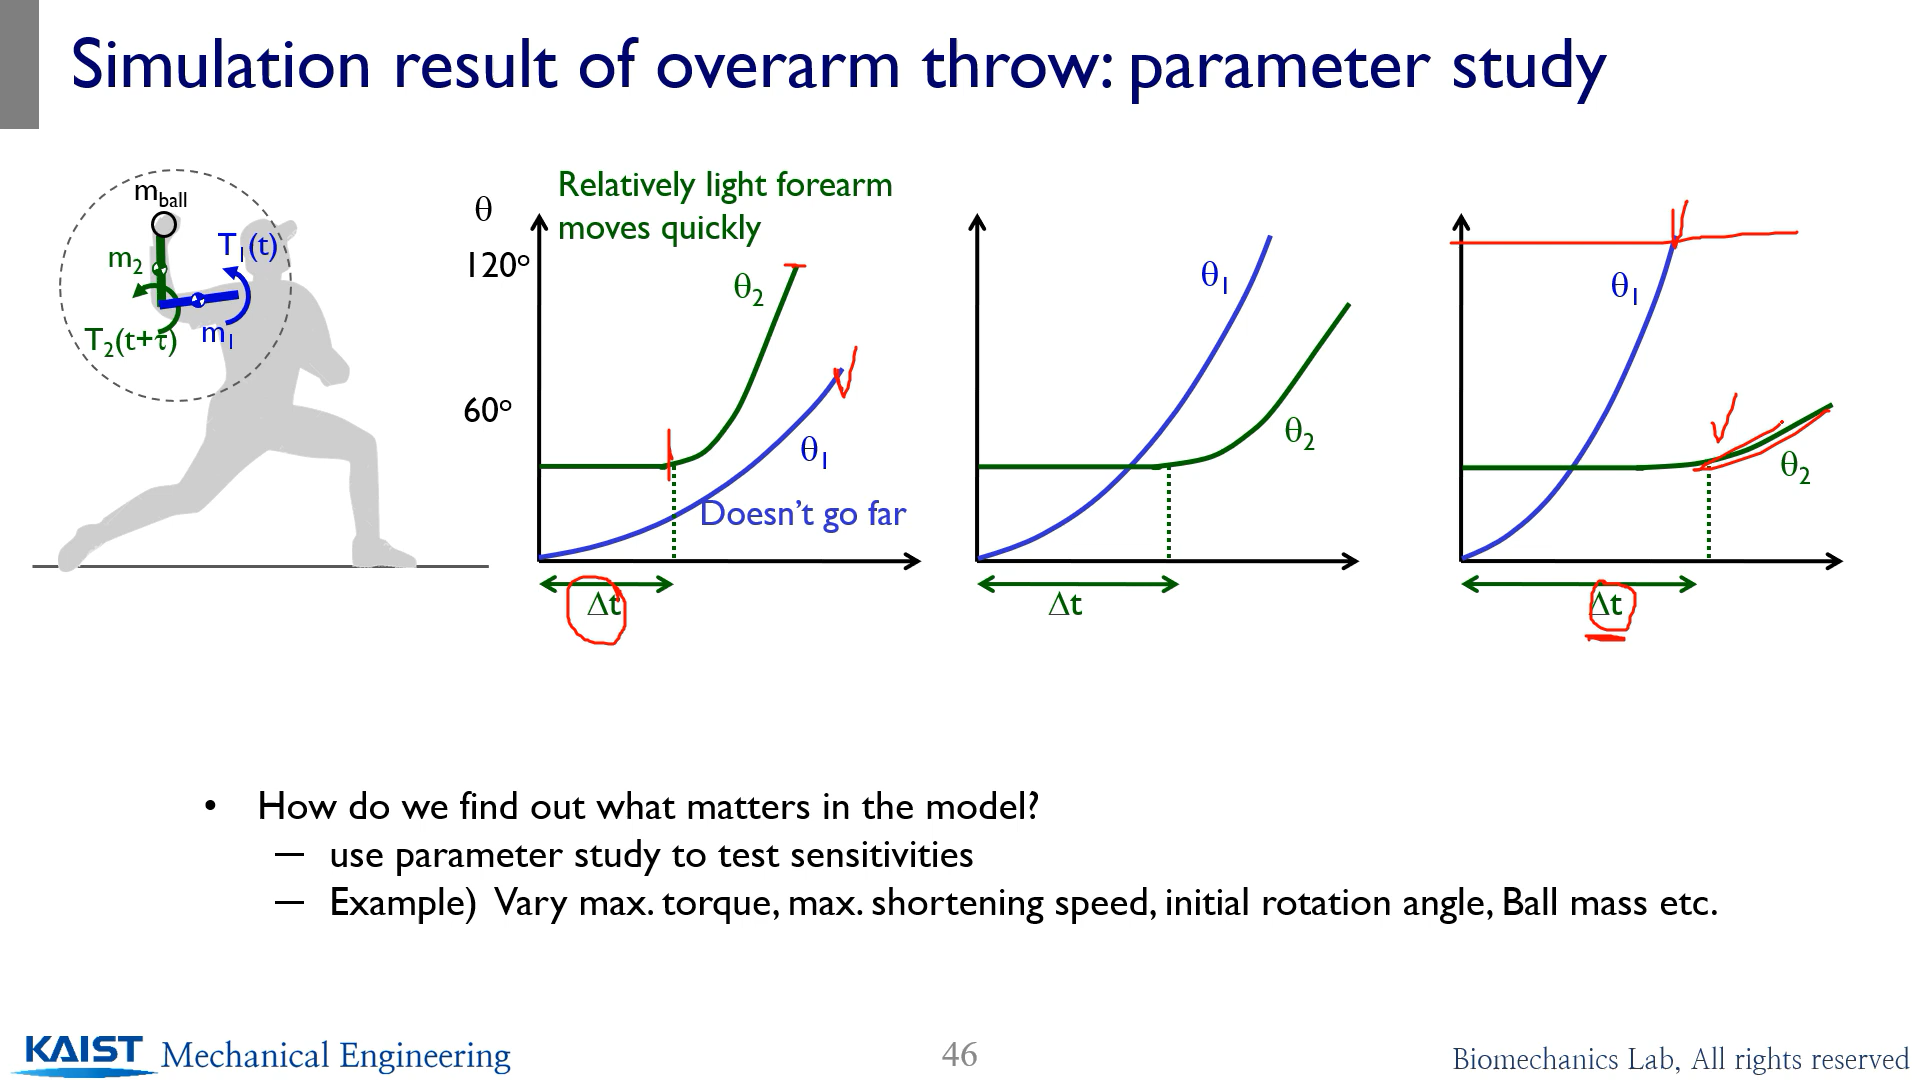 Simulation result of overarm throw: parameter study
m_ball
m₂
T₁(t)
T₂(t+τ)
m₁
θ
120°
60°
Relatively light forearm
moves quickly
θ₂
θ₁
Doesn't go far
Δt
θ₁
θ₂
Δt
θ₁
θ₂
Δt
• How do we find out what matters in the model?
— use parameter study to test sensitivities
— Example) Vary max. torque, max. shortening speed, initial rotation angle, Ball mass etc.
KAIST Mechanical Engineering
46
Biomechanics Lab, All rights reserved